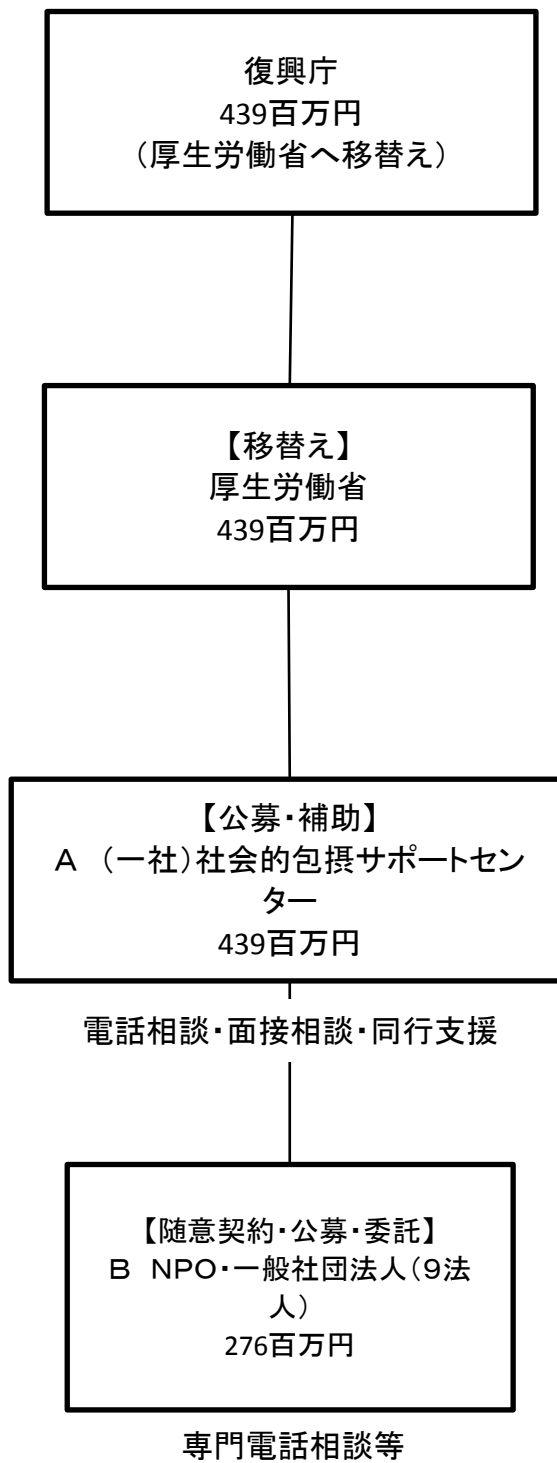 復興庁
439百万円
(厚生労働省へ移替え)
【移替え】
厚生労働省
439百万円
【公募・補助】
A (一社)社会的包摂サポートセン
ター
439百万円
電話相談・面接相談・同行支援
【随意契約・公募・委託】
B NPO・一般社団法人(9法
人)
276百万円
専門電話相談等